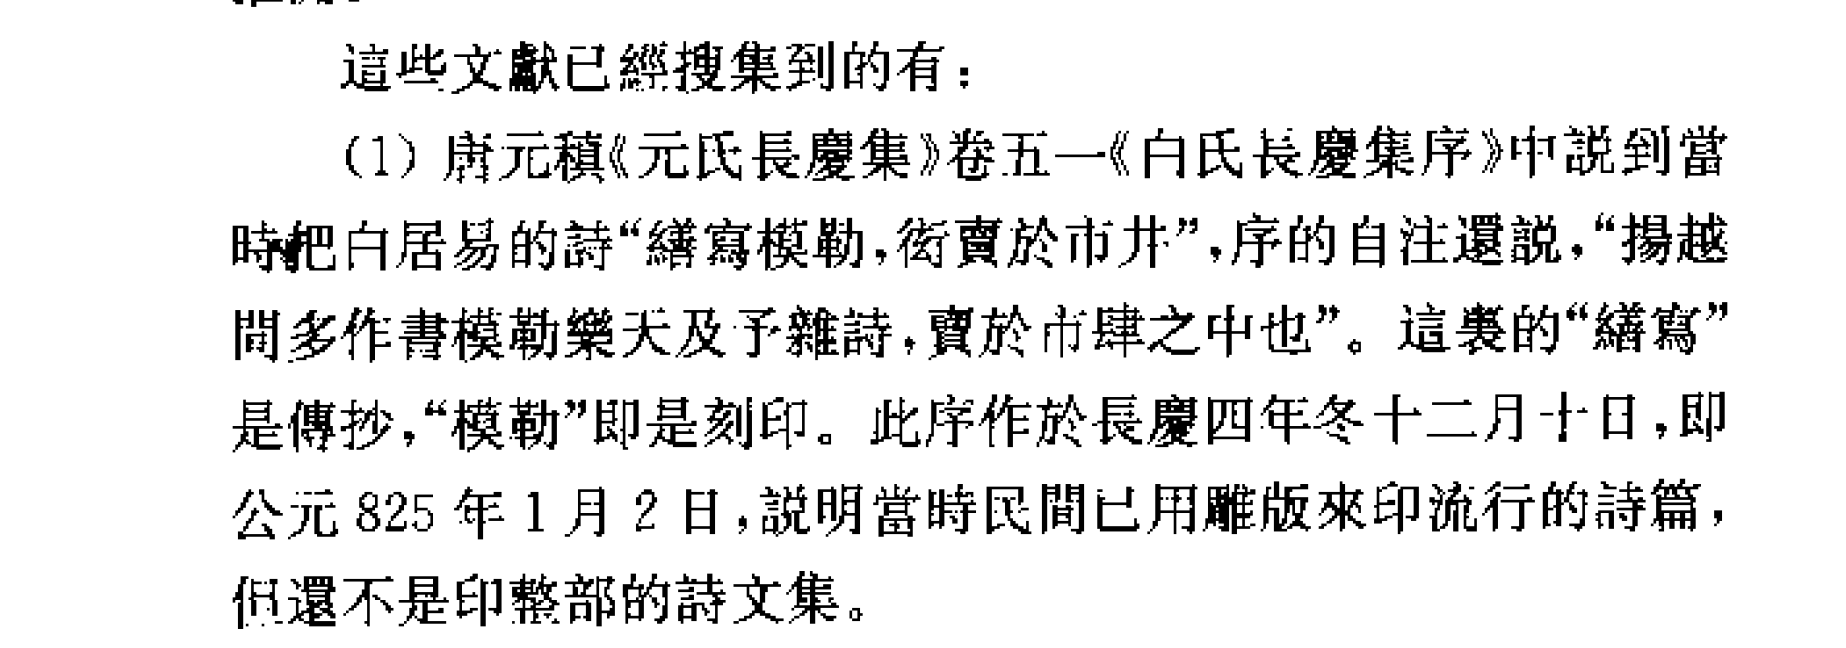 這些文獻已經搜集到的有：
（1）唐元稹《元氏長慶集》卷五一《白氏長慶集序》中説到當
時把白居易的詩“繕寫模勒，衒賣於市井”，序的自注還説，“揚越
間多作書模勒樂天及予雜詩，賣於市肆之中也”。這裏的“繕寫”
是傳抄，“模勒”即是刻印。此序作於長慶四年冬十二月十日，即
公元 825 年 1 月 2 日，説明當時民間已用雕版來印流行的詩篇，
但還不是印整部的詩文集。